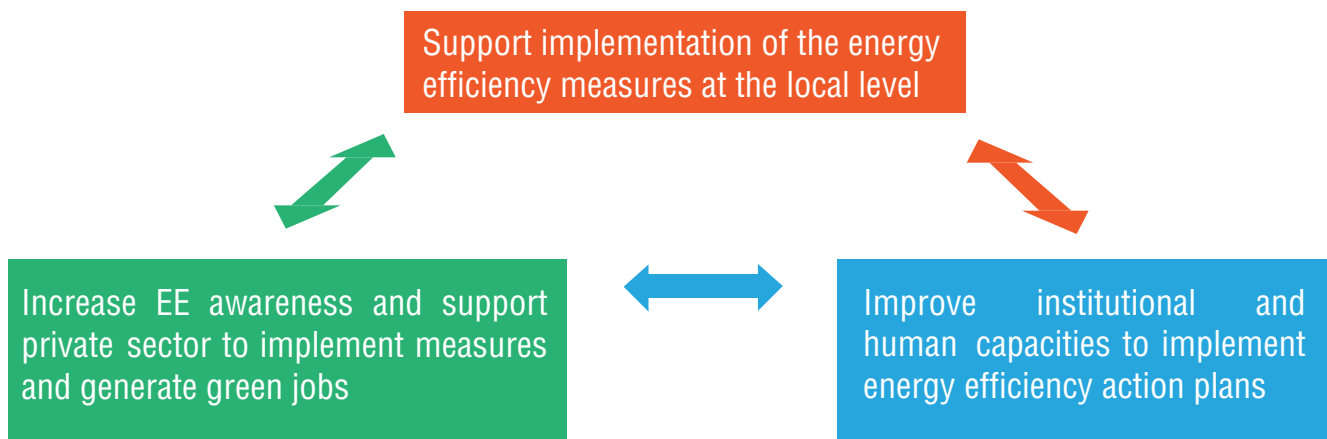 Support implementation of the energy
efficiency measures at the local level
Increase EE awareness and support
private sector to implement measures
and generate green jobs
Improve institutional and
human capacities to implement
energy efficiency action plans